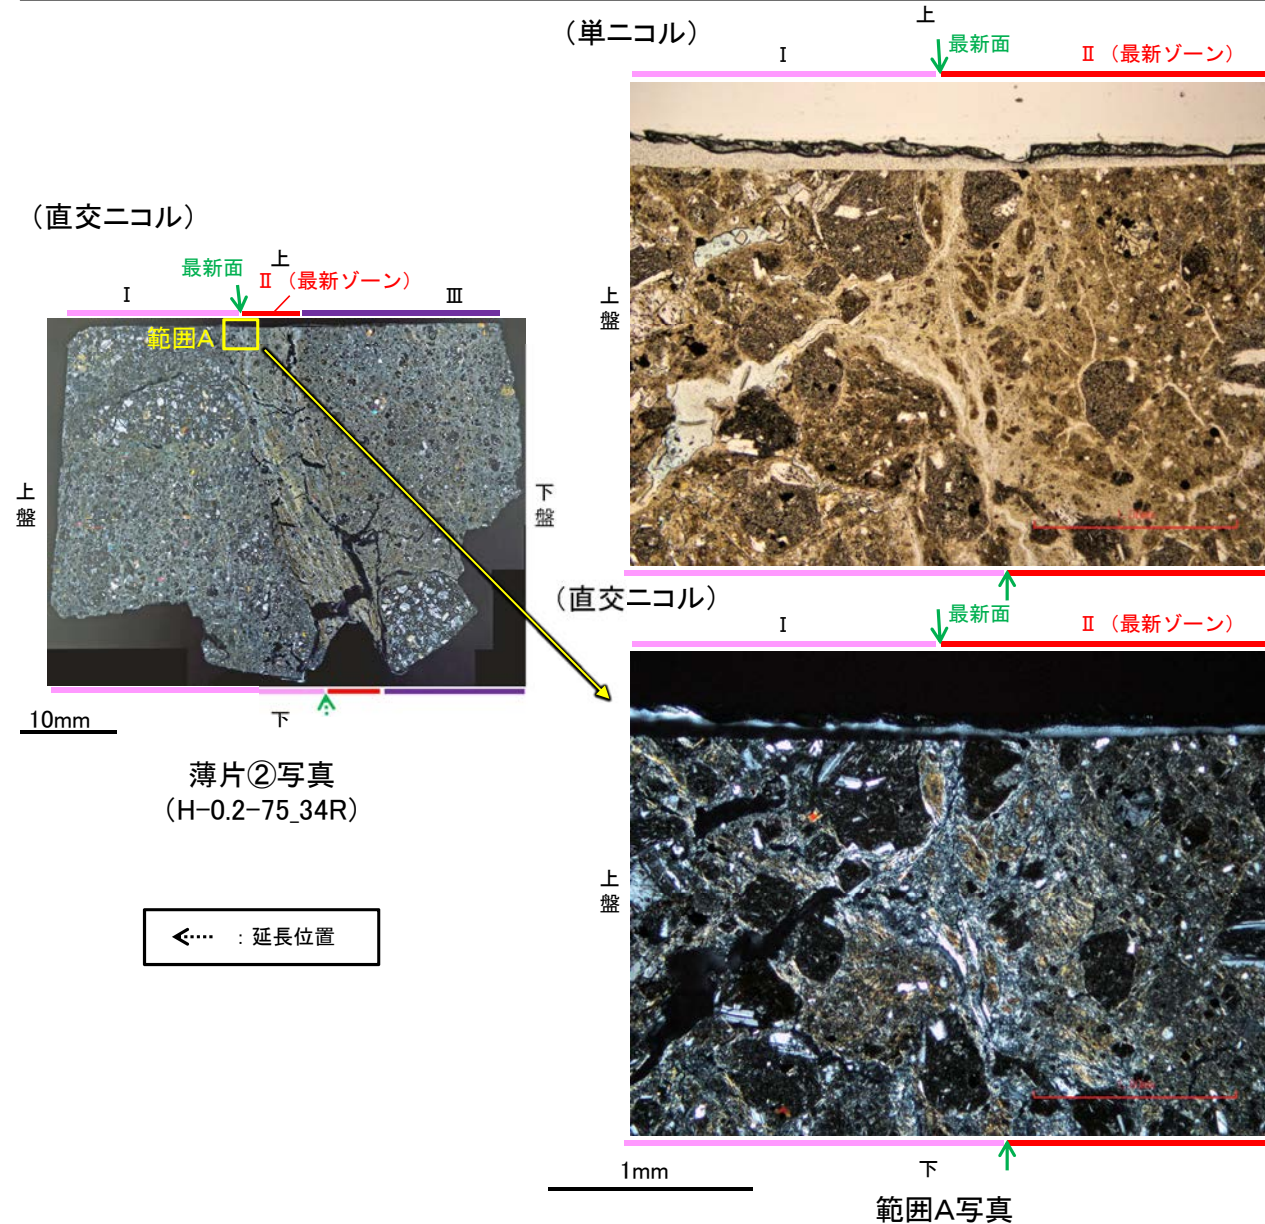 (単ニコル)
上
最新面
Ⅰ
Ⅱ (最新ゾーン)
上盤
最新面
(直交ニコル)
最新面
上
Ⅱ (最新ゾーン)
Ⅰ
Ⅲ
範囲A
上盤
下盤
10mm
下
薄片②写真
(H-0.2-75_34R)
: 延長位置
(直交ニコル)
Ⅰ
Ⅱ (最新ゾーン)
上盤
1mm
下
範囲A写真